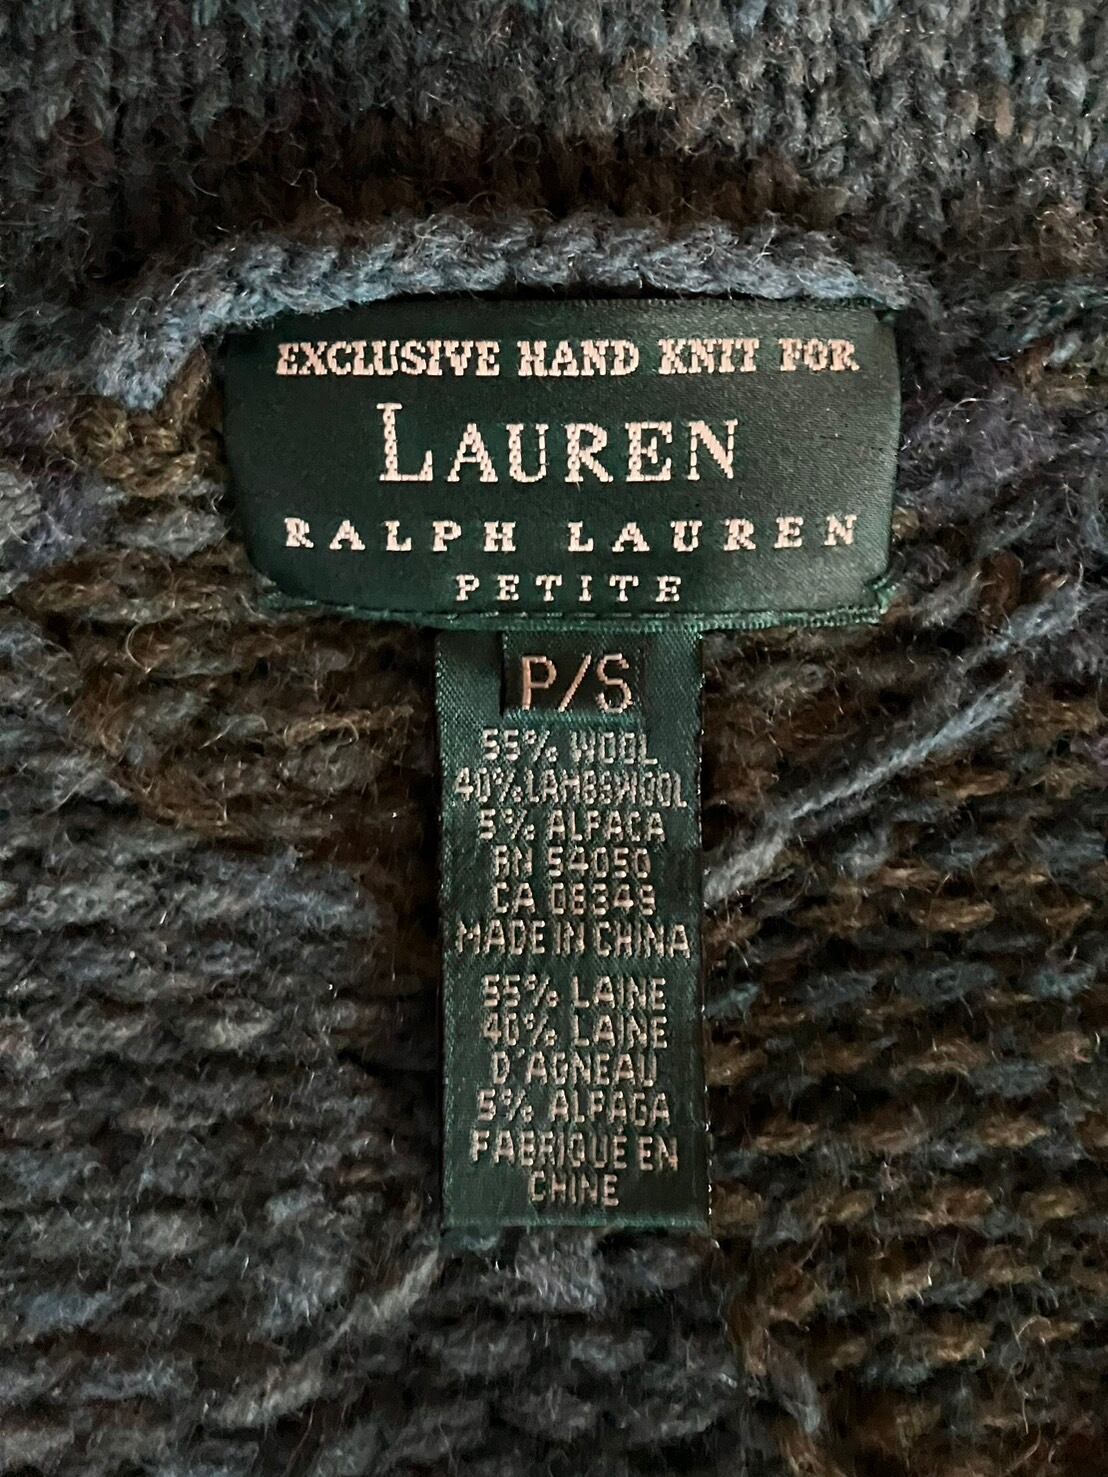 EXCLUSIVE HAND KNIT FOR
LAUREN
RALPH LAUREN
PETITE
P/S
55% WOOL
40% LAMBSWOOL
5% ALPACA
RN 54050
CA 08349
MADE IN CHINA
55% LAINE
40% LAINE
D'AGNEAU
5% ALPAGA
FABRIQUE EN
CHINE